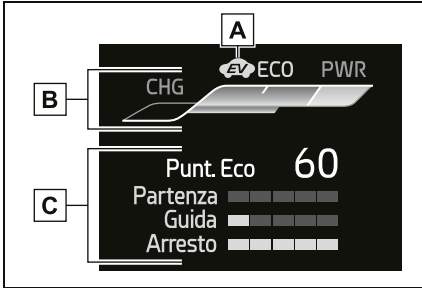 A
EV ECO PWR
CHG
B
Punt. Eco 60
C
Partenza
Guida
Arresto